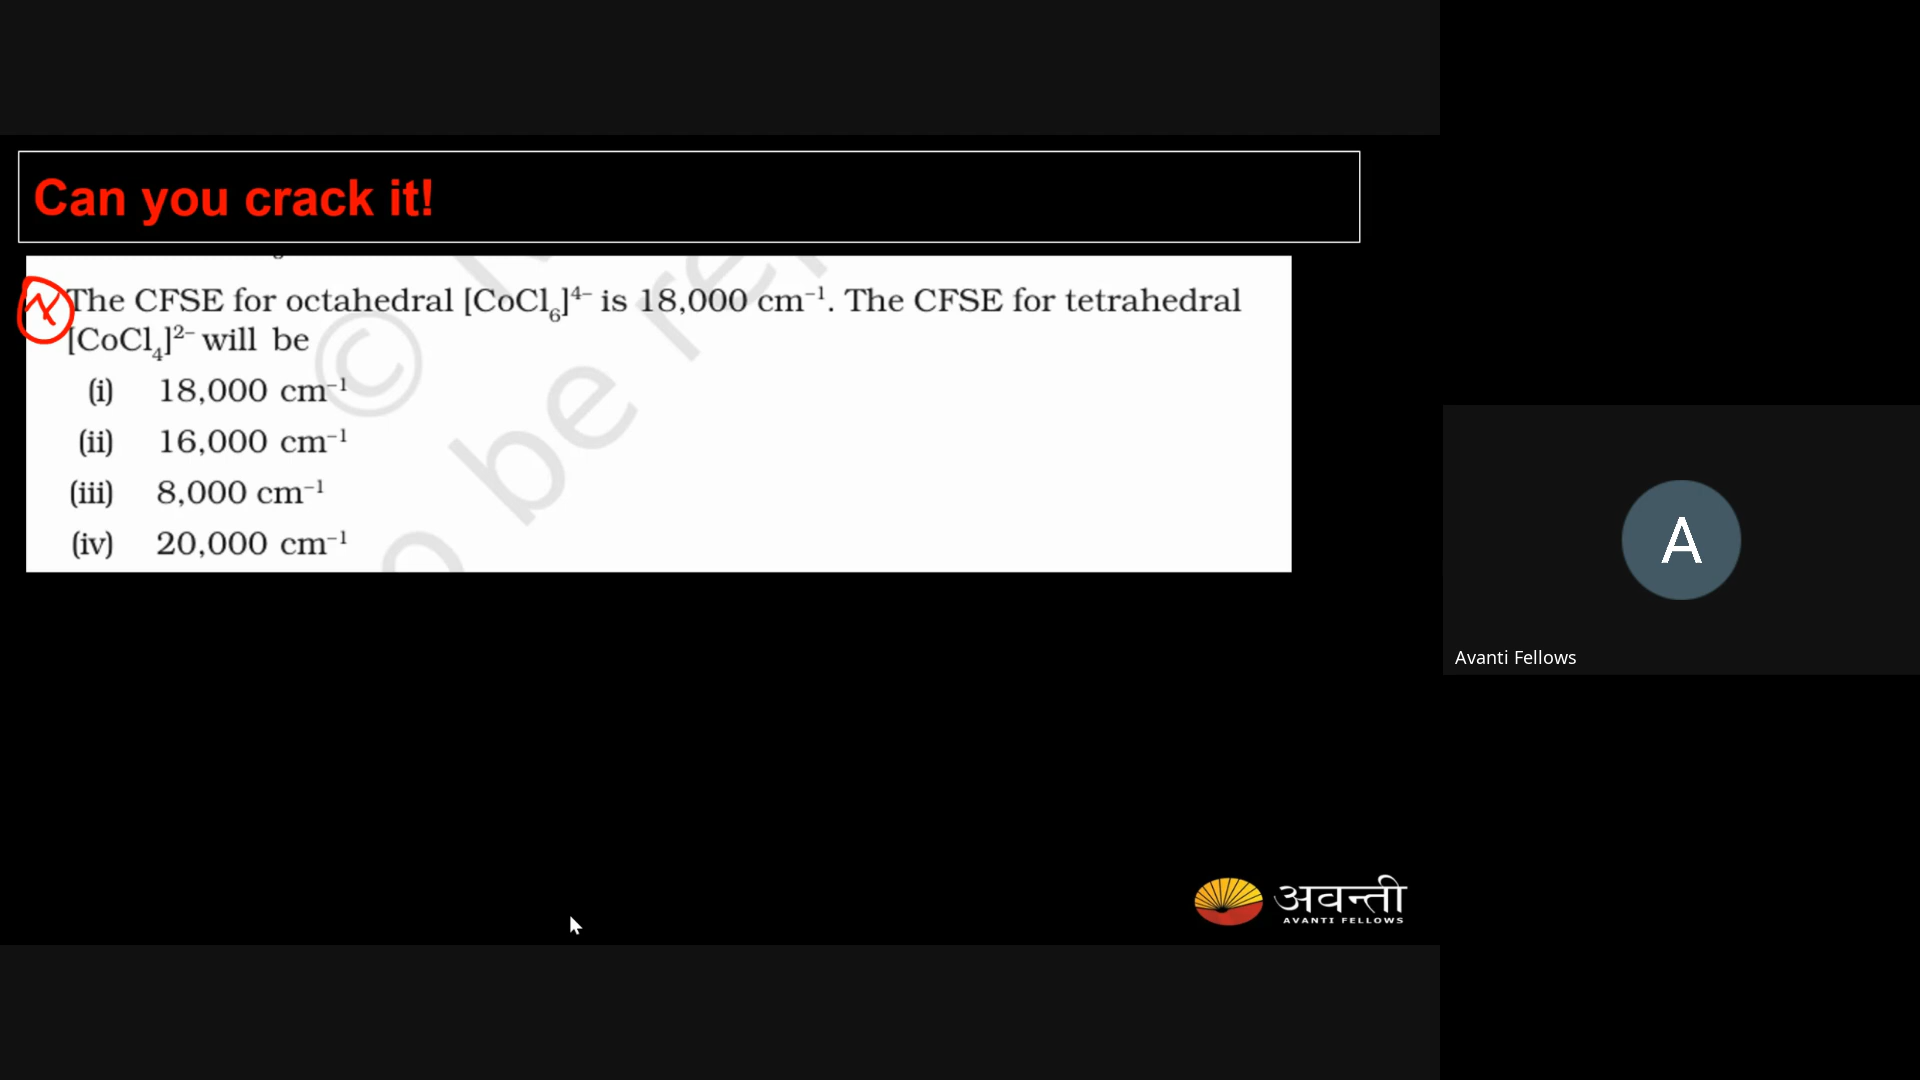 Can you crack it!
The CFSE for octahedral [CoCl₆]⁴⁻ is 18,000 cm⁻¹. The CFSE for tetrahedral
[CoCl₄]²⁻ will be
(i) 18,000 cm⁻¹
(ii) 16,000 cm⁻¹
(iii) 8,000 cm⁻¹
(iv) 20,000 cm⁻¹
©
be
A
Avanti Fellows
अवन्ती
AVANTI FELLOWS